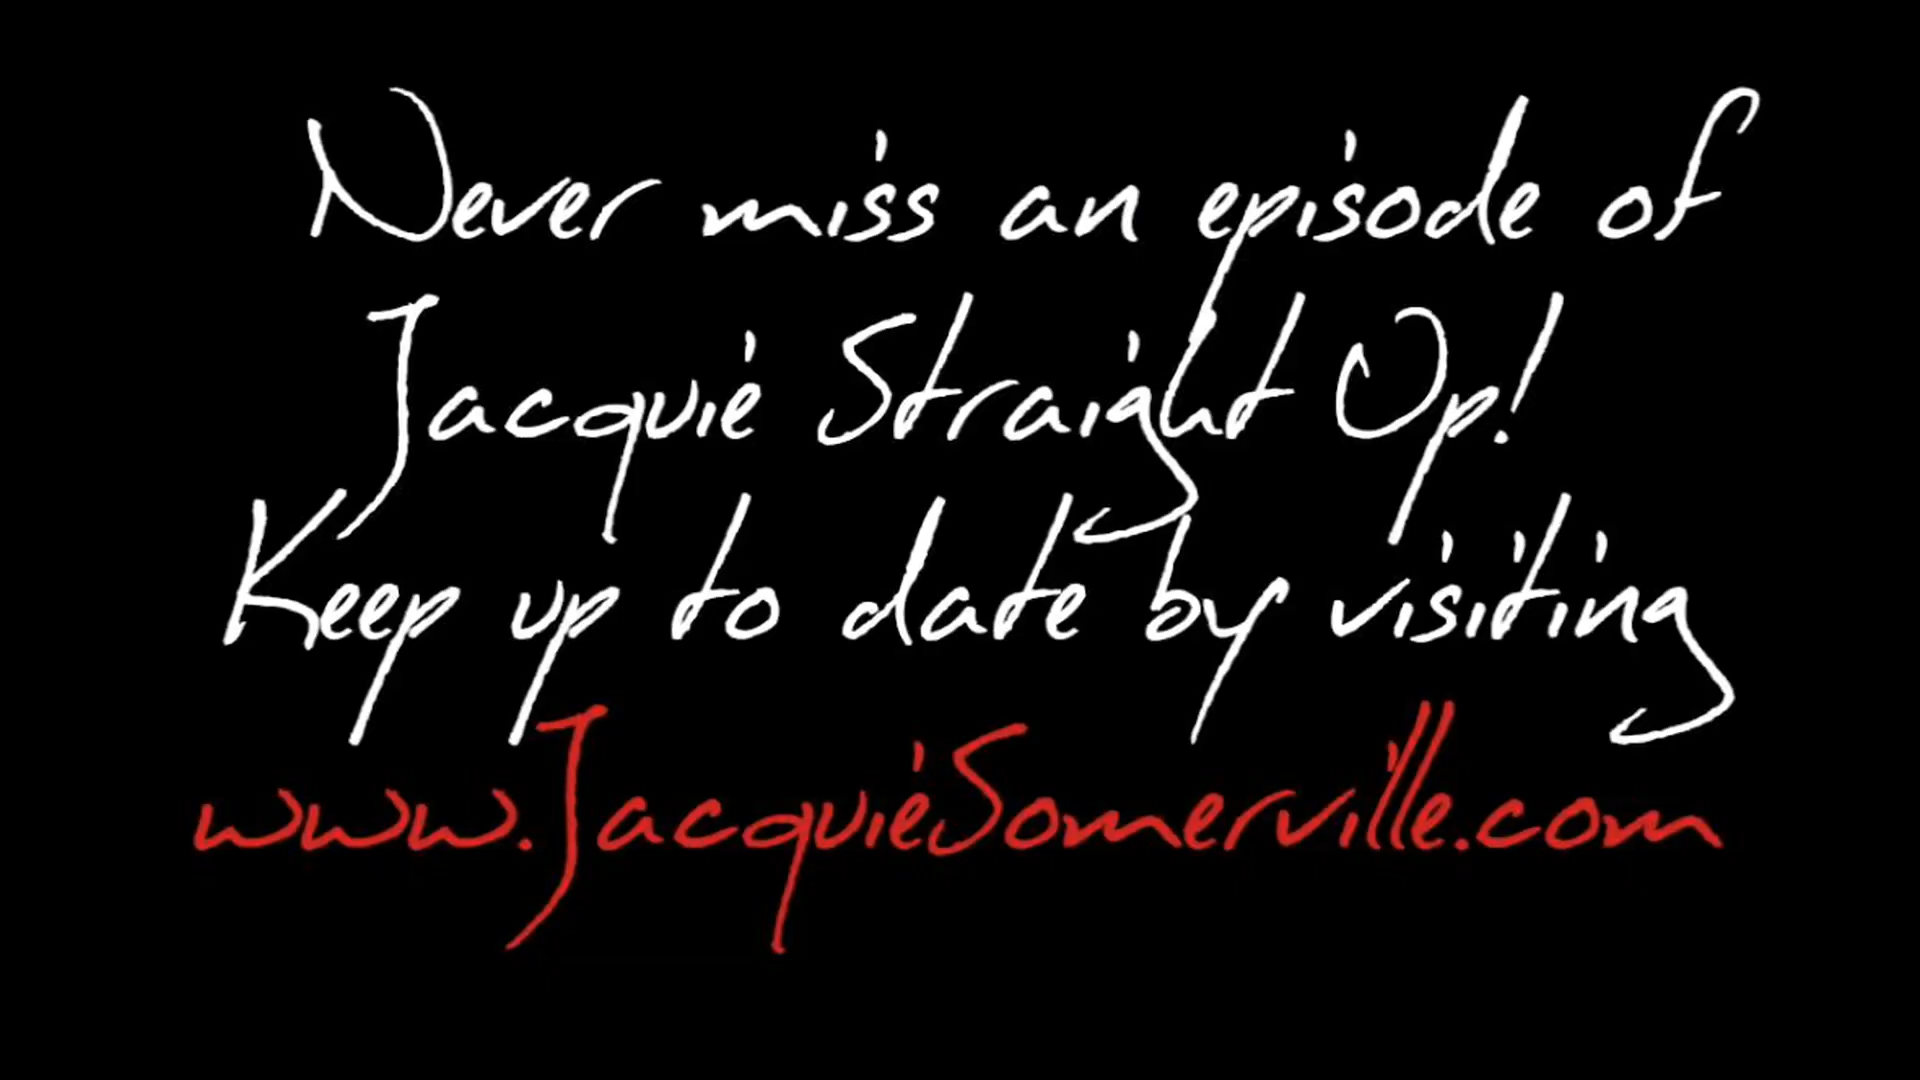 Never miss an episode of
Jacquie Straight Up!
Keep up to date by visiting
www.JacquieSomerville.com